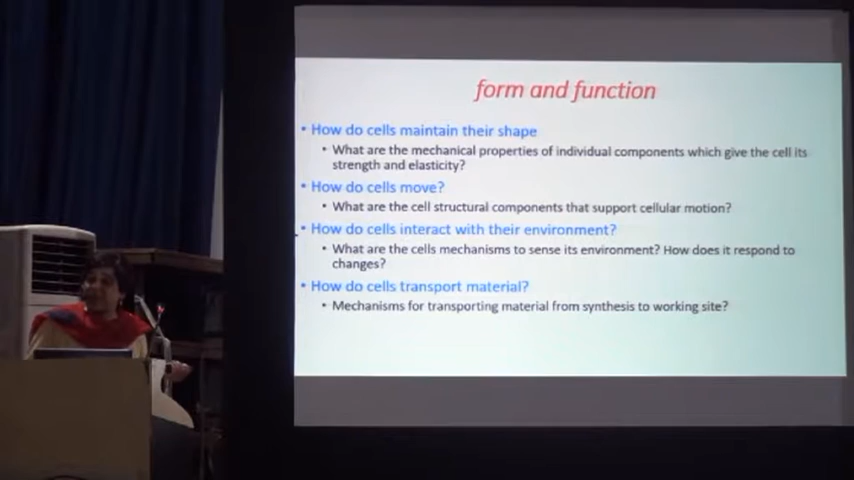 form and function
• How do cells maintain their shape
• What are the mechanical properties of individual components which give the cell its
strength and elasticity?
• How do cells move?
• What are the cell structural components that support cellular motion?
• How do cells interact with their environment?
• What are the cells mechanisms to sense its environment? How does it respond to
changes?
• How do cells transport material?
• Mechanisms for transporting material from synthesis to working site?